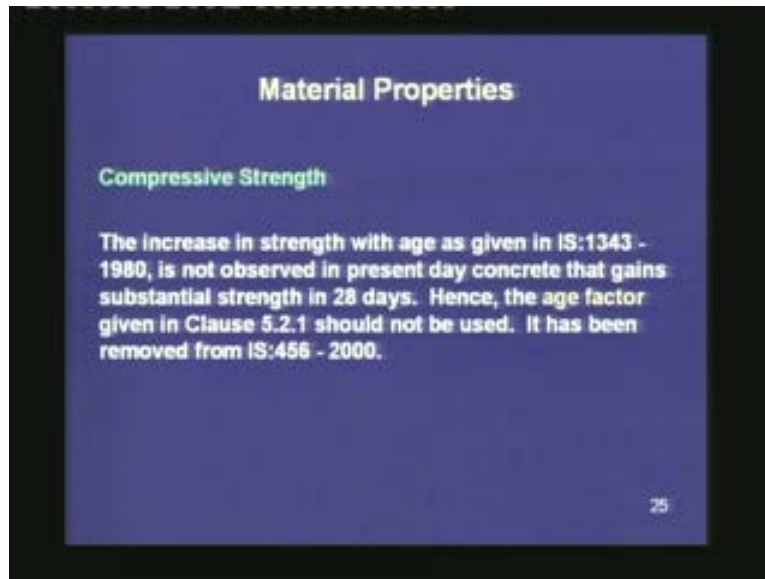 Material Properties
Compressive Strength
The increase in strength with age as given in IS:1343 -
1980, is not observed in present day concrete that gains
substantial strength in 28 days. Hence, the age factor
given in Clause 5.2.1 should not be used. It has been
removed from IS:456 - 2000.
25